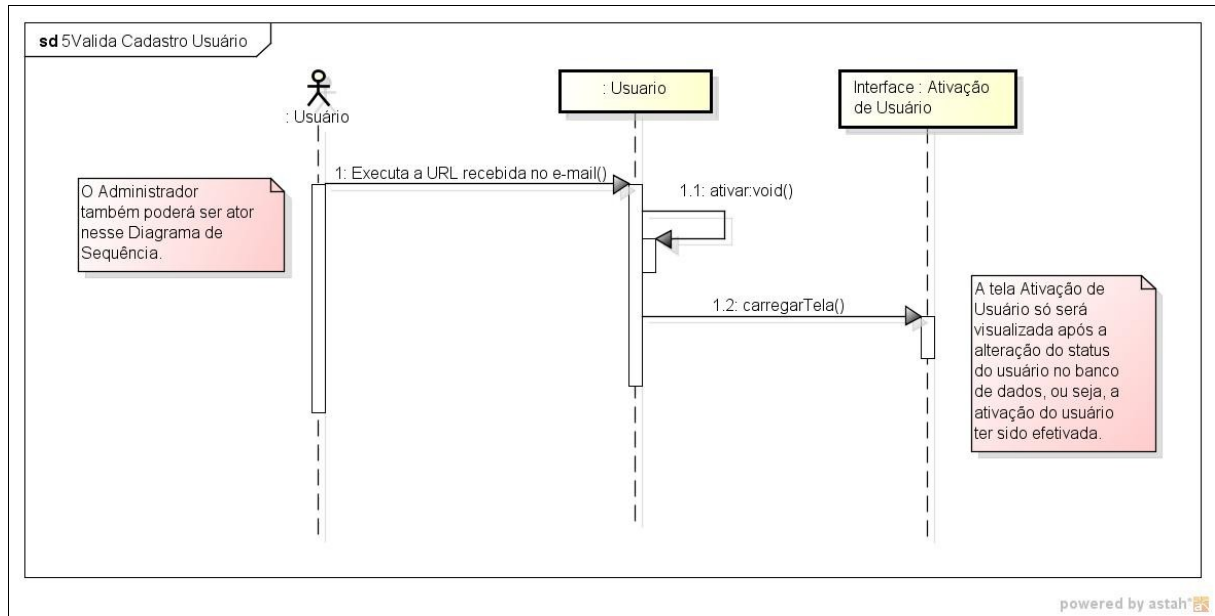 sd 5Valida Cadastro Usuário
: Usuário
: Usuario
Interface : Ativação
de Usuário
1: Executa a URL recebida no e-mail()
O Administrador
também poderá ser ator
nesse Diagrama de
Sequência.
1.1: ativar:void()
1.2: carregarTela()
A tela Ativação de
Usuário só será
visualizada após a
alteração do status
do usuário no banco
de dados, ou seja, a
ativação do usuário
ter sido efetivada.
powered by astah*